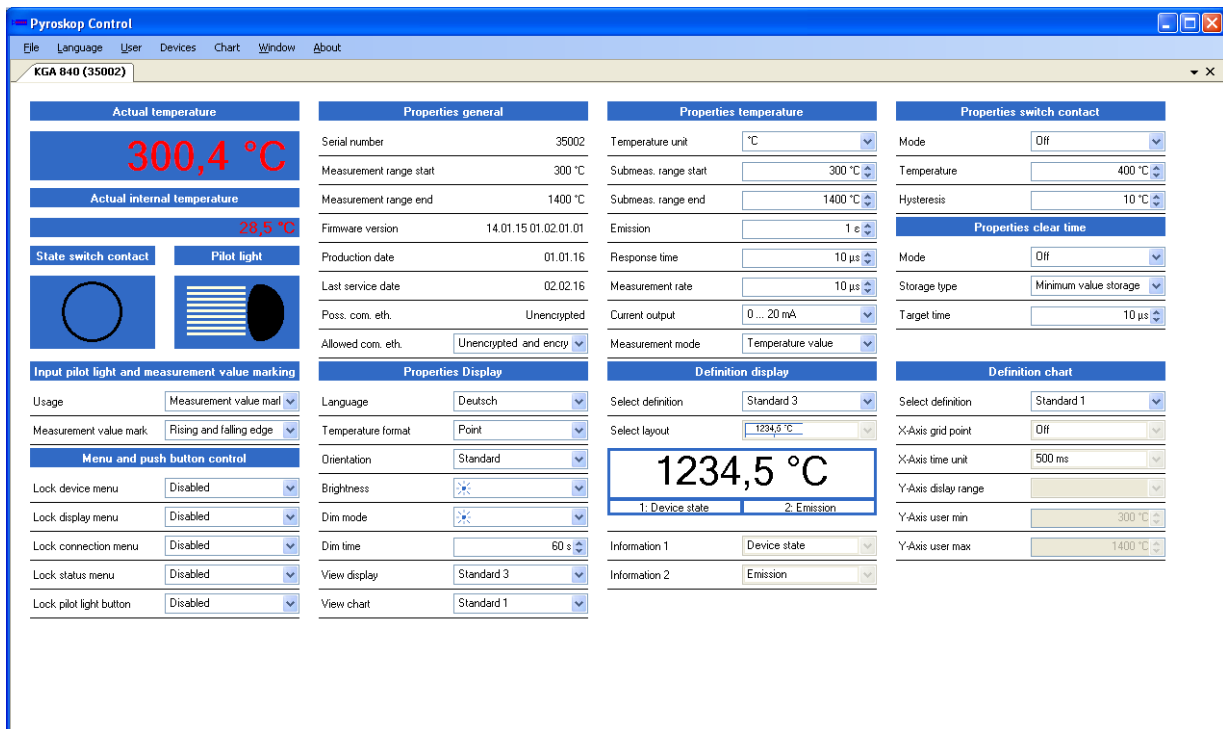 Pyroskop Control
File Language User Devices Chart Window About
KGA 840 (35002)
Actual temperature
300,4 °C
Actual internal temperature
28,5 °C
State switch contact
Pilot light
Input pilot light and measurement value marking
Usage Measurement value mark
Measurement value mark Rising and falling edge
Menu and push button control
Lock device menu Disabled
Lock display menu Disabled
Lock connection menu Disabled
Lock status menu Disabled
Lock pilot light button Disabled
Properties general
Serial number 35002
Measurement range start 300 °C
Measurement range end 1400 °C
Firmware version 14.01.15 01.02.01.01
Production date 01.01.16
Last service date 02.02.16
Poss. com. eth. Unencrypted
Allowed com. eth. Unencrypted and encry
Properties Display
Language Deutsch
Temperature format Point
Orientation Standard
Brightness
Dim mode
Dim time 60 s
View display Standard 3
View chart Standard 1
Properties temperature
Temperature unit °C
Submeas. range start 300 °C
Submeas. range end 1400 °C
Emission 1 ε
Response time 10 µs
Measurement rate 10 µs
Current output 0 ... 20 mA
Measurement mode Temperature value
Definition display
Select definition Standard 3
Select layout 1234,5 °C
1234,5 °C
1: Device state 2: Emission
Information 1 Device state
Information 2 Emission
Properties switch contact
Mode Off
Temperature 400 °C
Hysteresis 10 °C
Properties clear time
Mode Off
Storage type Minimum value storage
Target time 10 µs
Definition chart
Select definition Standard 1
X-Axis grid point Off
X-Axis time unit 500 ms
Y-Axis dislay range
Y-Axis user min 300 °C
Y-Axis user max 1400 °C